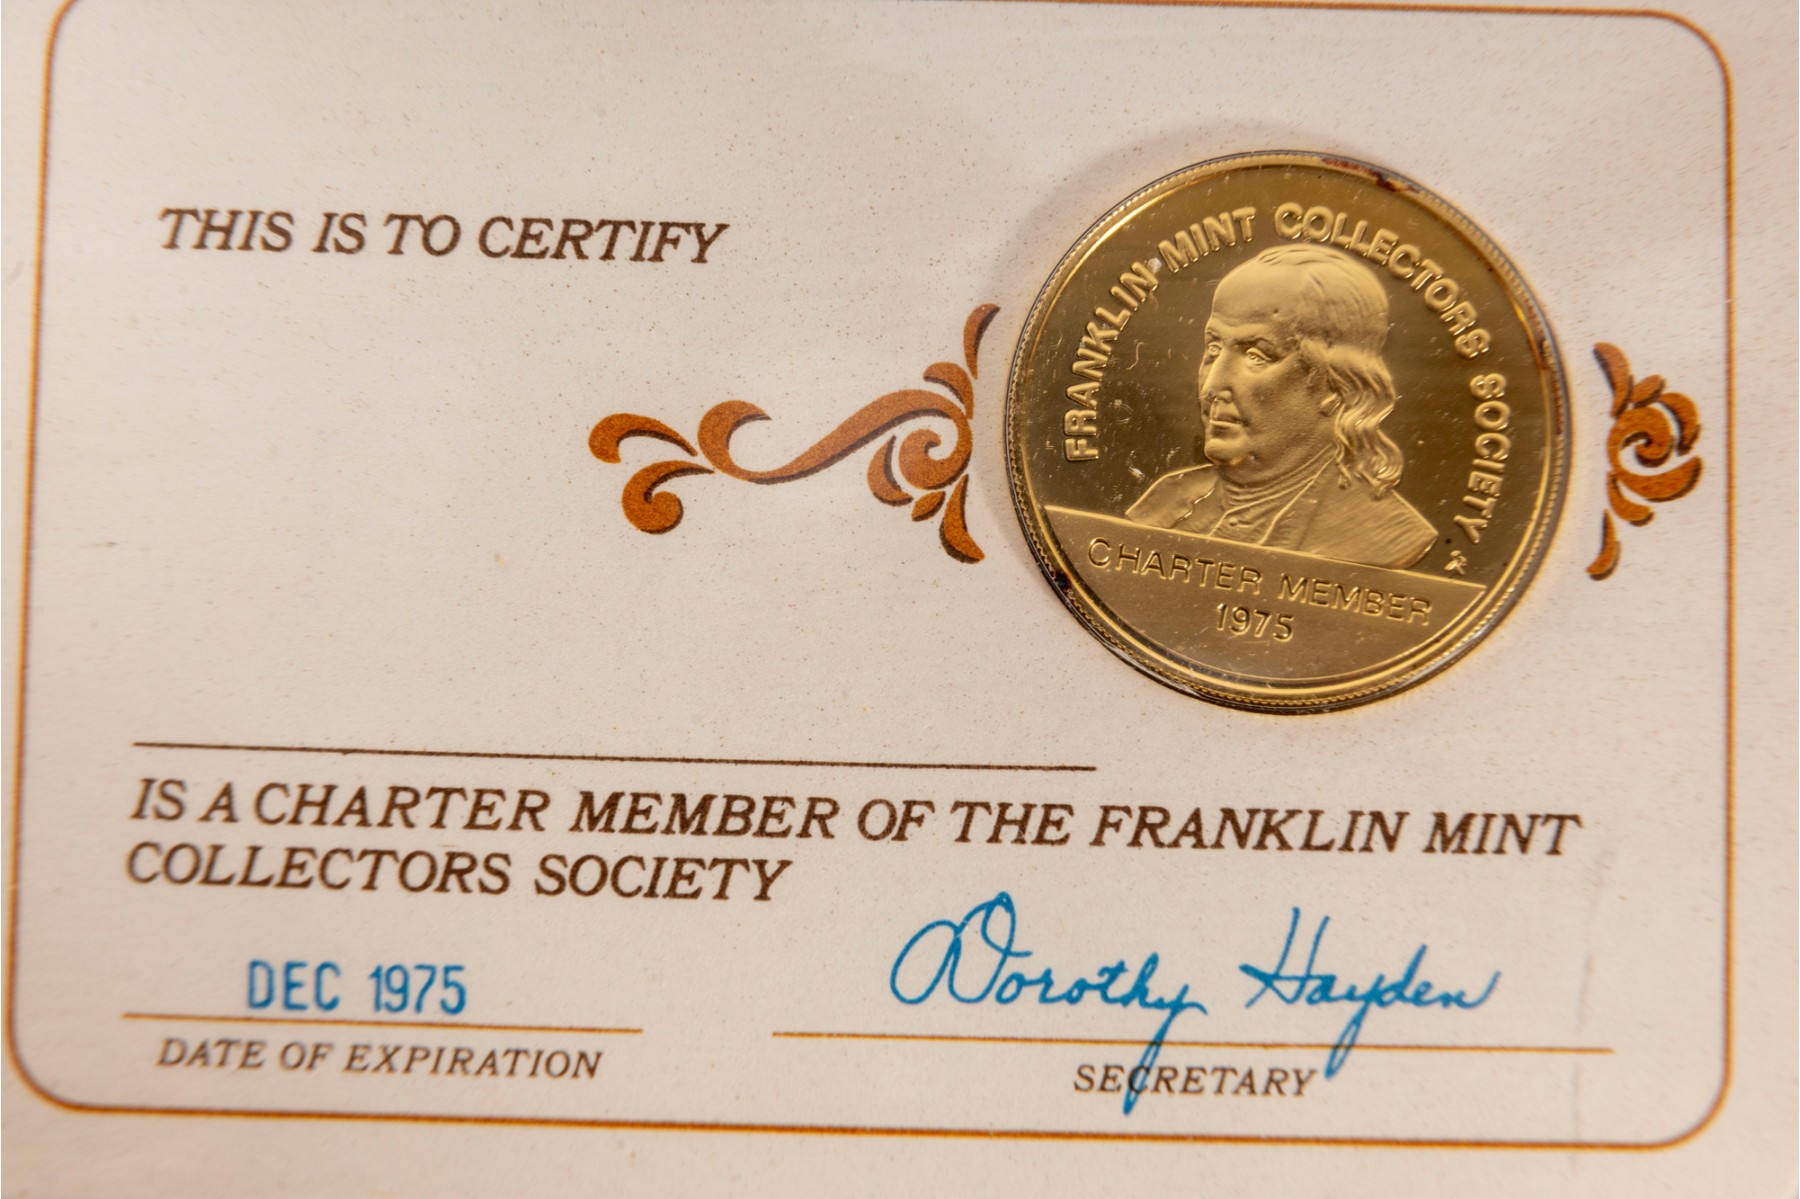 THIS IS TO CERTIFY
FRANKLIN MINT COLLECTORS SOCIETY
CHARTER MEMBER
1975
IS A CHARTER MEMBER OF THE FRANKLIN MINT
COLLECTORS SOCIETY
DEC 1975
Dorothy Hayden
DATE OF EXPIRATION
SECRETARY